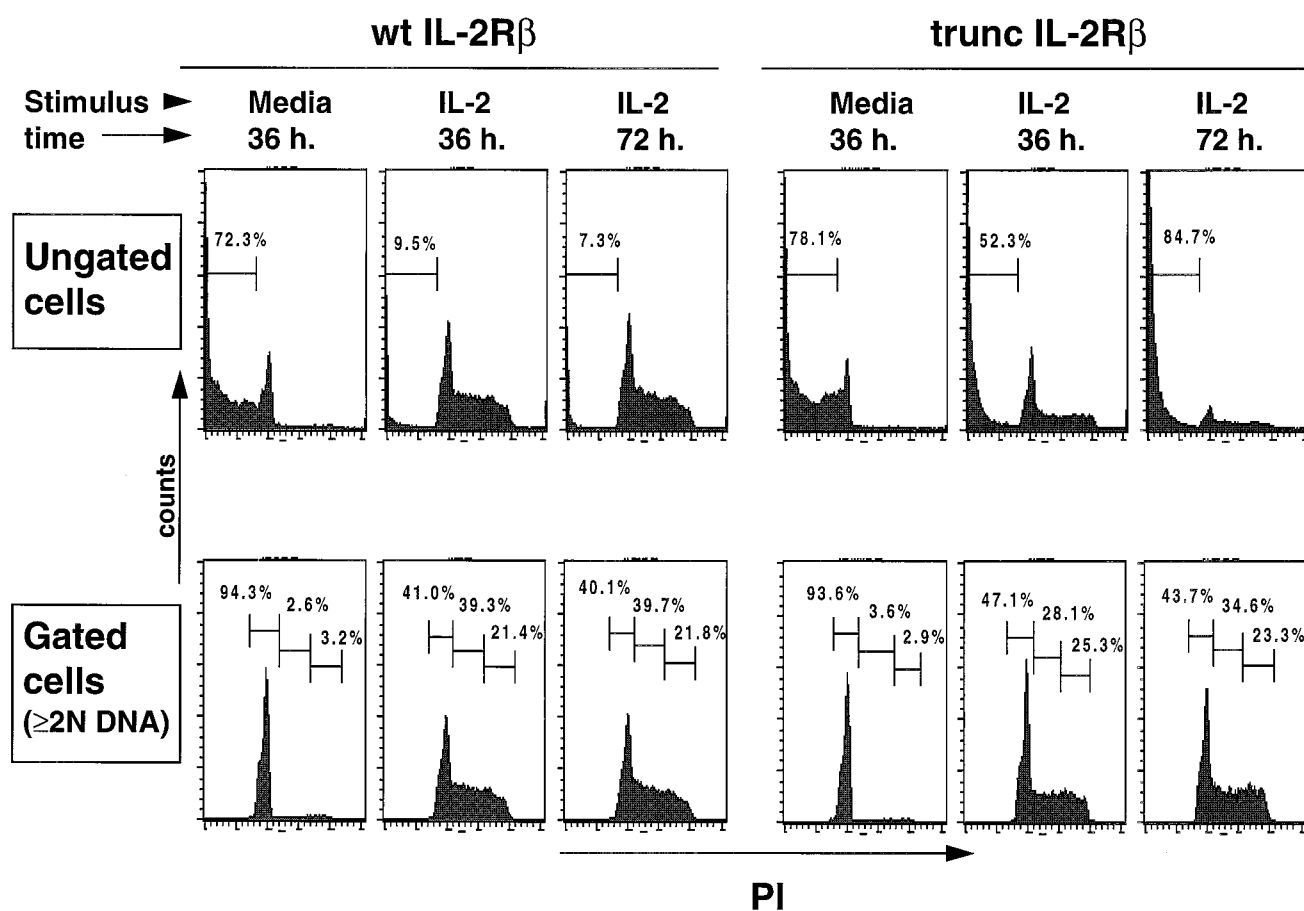 wt IL-2Rβ
trunc IL-2Rβ
Stimulus
Media
IL-2
IL-2
Media
IL-2
IL-2
time
36 h.
36 h.
72 h.
36 h.
36 h.
72 h.
Ungated
cells
72.3%
9.5%
7.3%
78.1%
52.3%
84.7%
counts
Gated
cells
(≥2N DNA)
94.3%
2.6%
3.2%
41.0%
39.3%
21.4%
40.1%
39.7%
21.8%
93.6%
3.6%
2.9%
47.1%
28.1%
25.3%
43.7%
34.6%
23.3%
PI